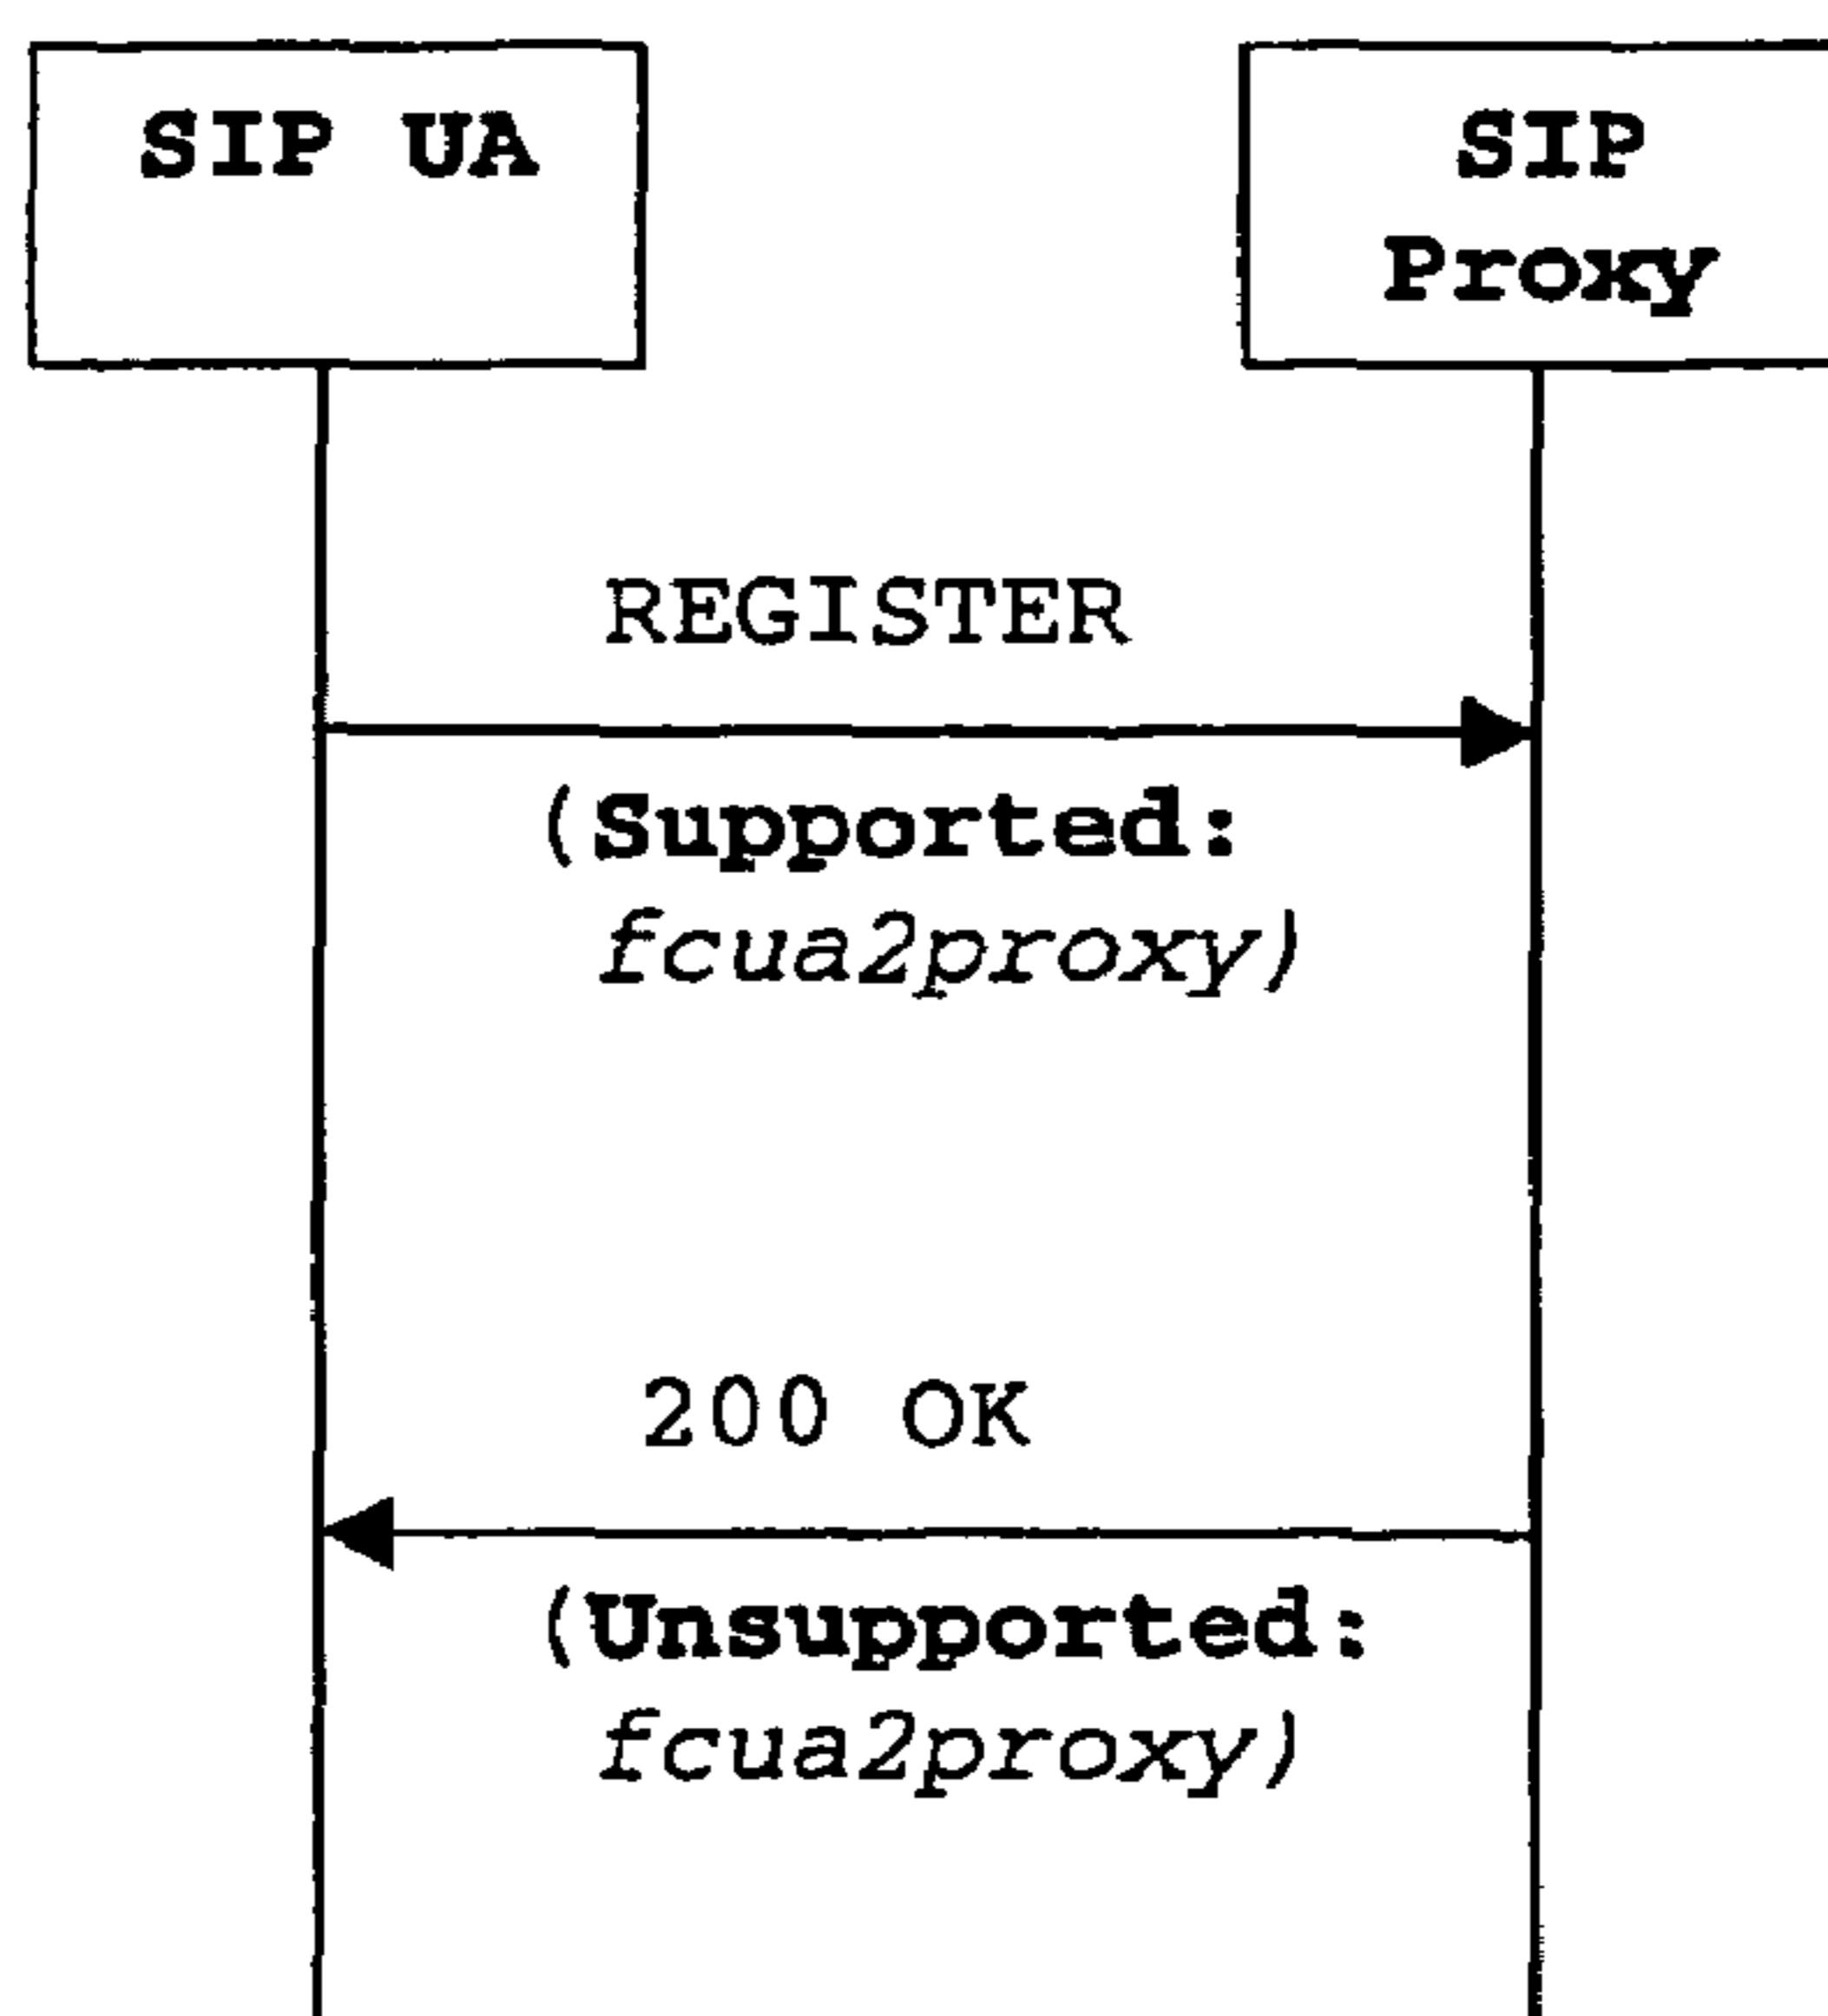 SIP UA
SIP
Proxy
REGISTER
(Supported:
fcua2proxy)
200 OK
(Unsupported:
fcua2proxy)